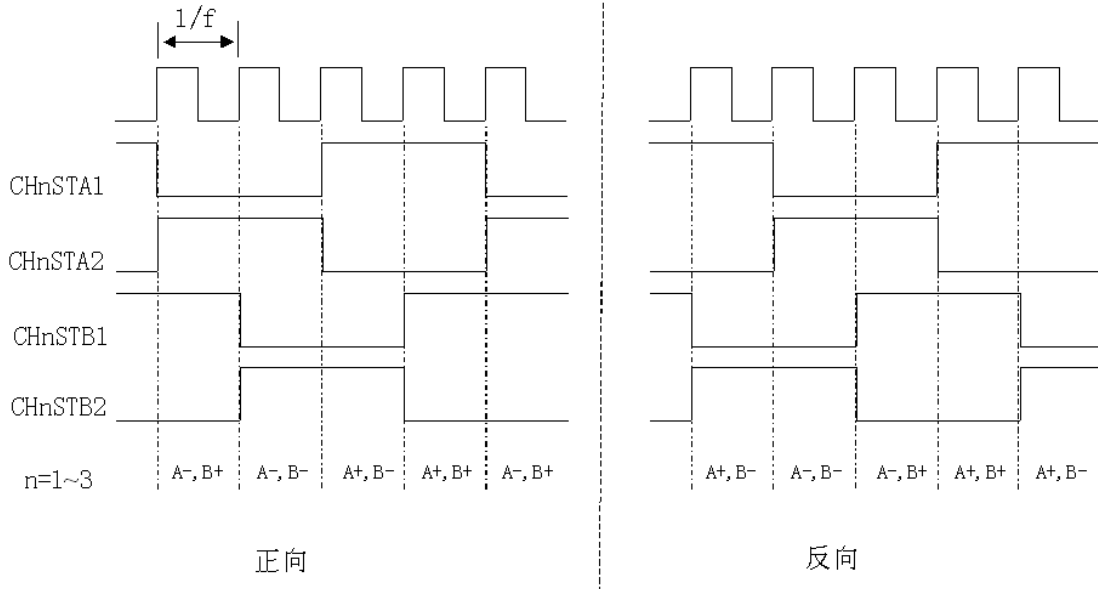 1/f
CHnSTA1
CHnSTA2
CHnSTB1
CHnSTB2
n=1~3
A-,B+ A-,B- A+,B- A+,B+ A-,B+
A+,B- A-,B- A-,B+ A+,B+ A+,B-
正向
反向